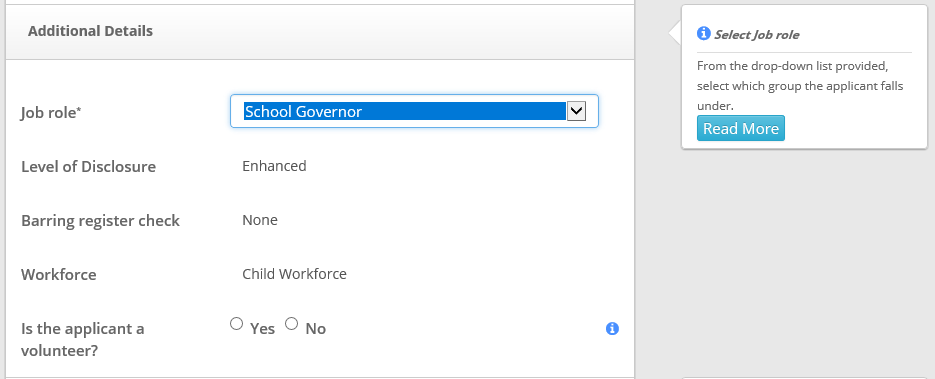 Additional Details
Job role*
School Governor
Level of Disclosure
Enhanced
Barring register check
None
Workforce
Child Workforce
Is the applicant a
volunteer?
Yes
No
Select Job role
From the drop-down list provided,
select which group the applicant falls
under.
Read More